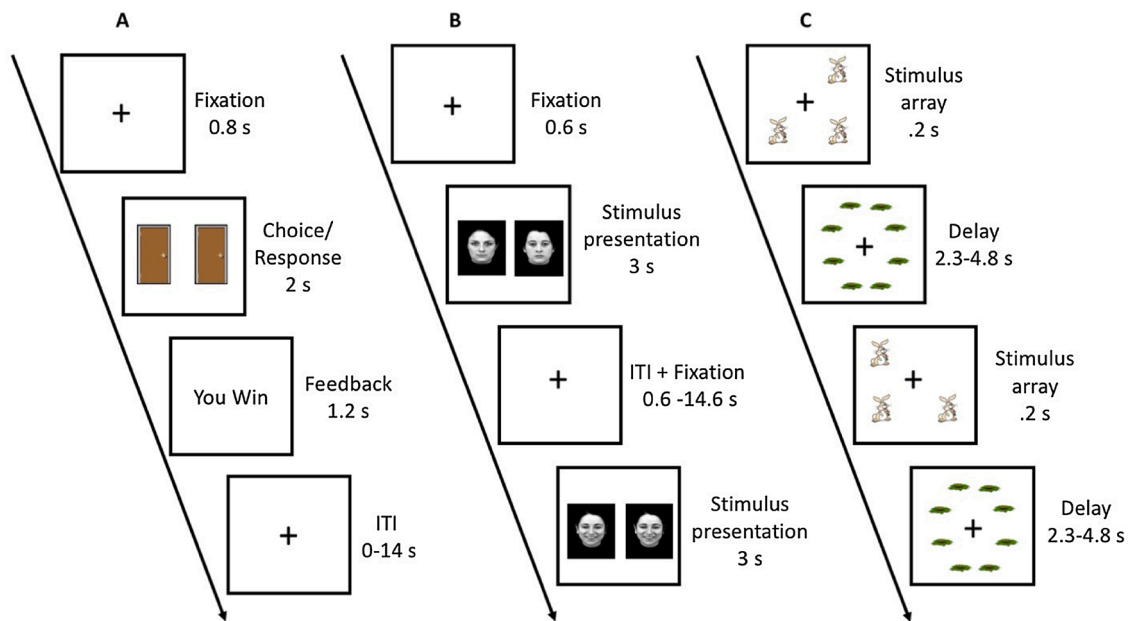 A
Fixation
0.8 s
Choice/
Response
2 s
You Win
Feedback
1.2 s
ITI
0-14 s
B
Fixation
0.6 s
Stimulus
presentation
3 s
ITI + Fixation
0.6 -14.6 s
Stimulus
presentation
3 s
C
Stimulus
array
.2 s
Delay
2.3-4.8 s
Stimulus
array
.2 s
Delay
2.3-4.8 s